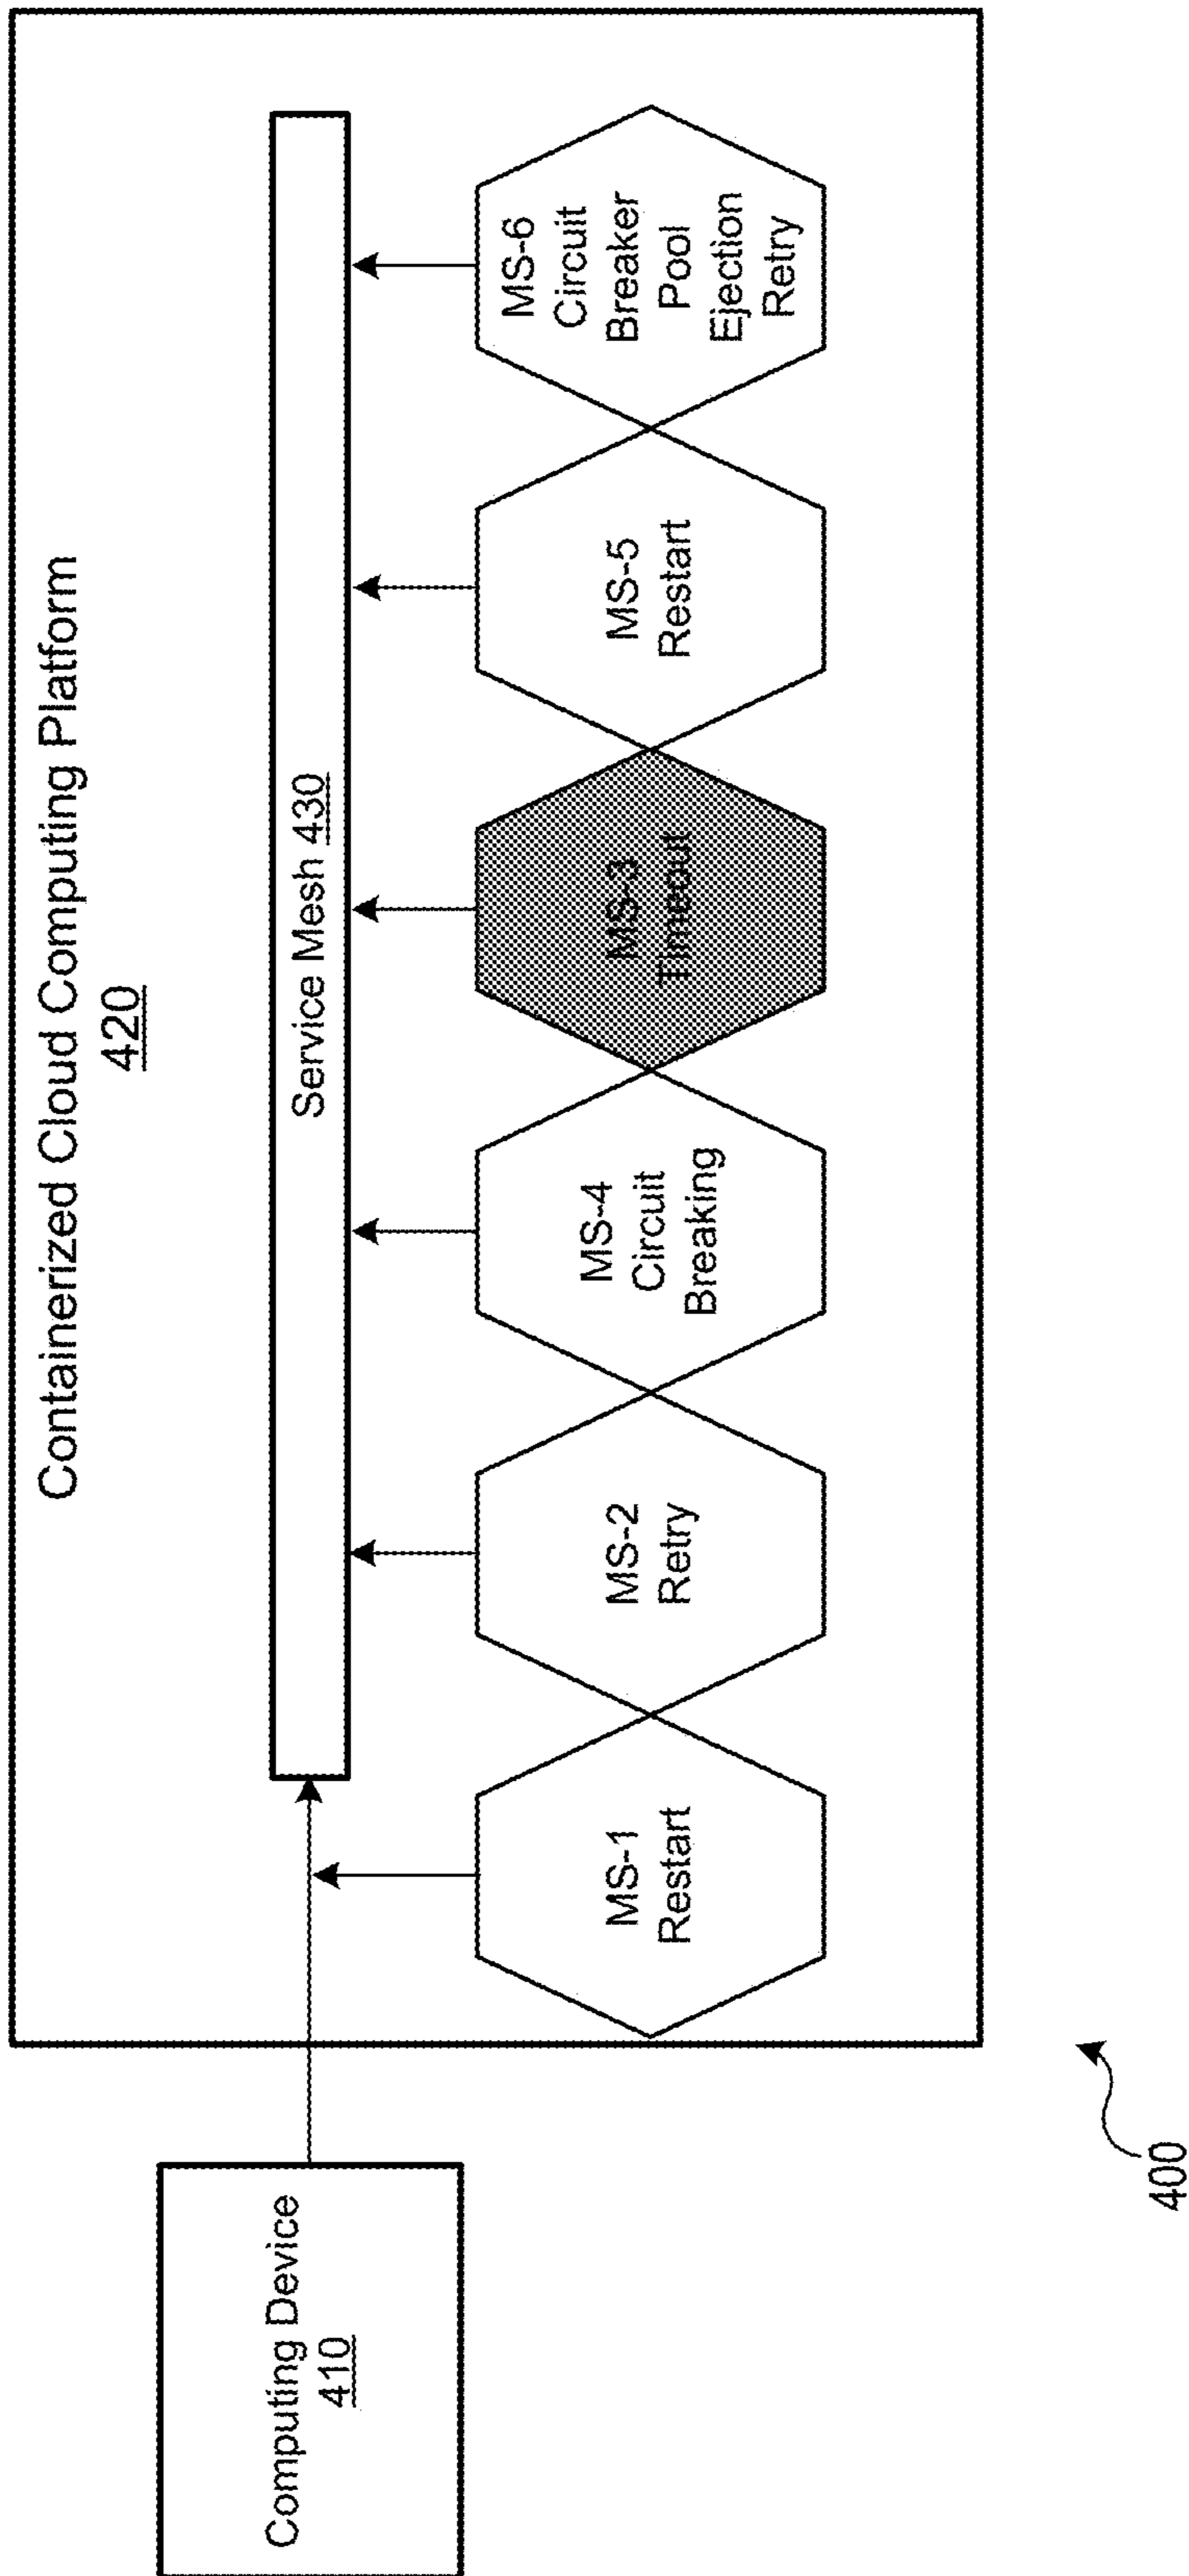 Containerized Cloud Computing Platform
420
Computing Device
410
Service Mesh 430
MS-1
Restart
MS-2
Retry
MS-4
Circuit
Breaking
MS-3
Timeout
MS-5
Restart
MS-6
Circuit
Breaker
Pool
Ejection
Retry
400